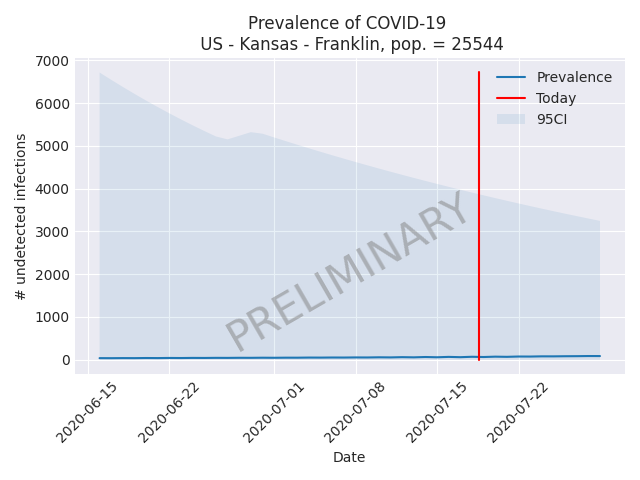 Prevalence of COVID-19
US - Kansas - Franklin, pop. = 25544
7000
6000
5000
4000
3000
2000
1000
0
# undetected infections
Prevalence
Today
95CI
PRELIMINARY
2020-06-15
2020-06-22
2020-07-01
2020-07-08
2020-07-15
2020-07-22
Date